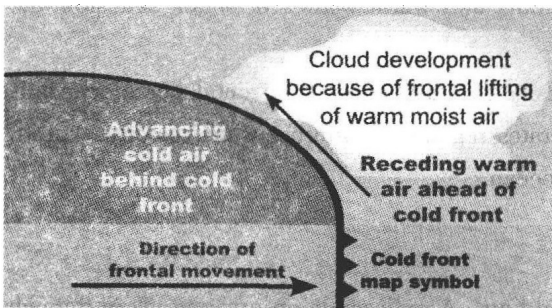 Cloud development
because of frontal lifting
of warm moist air
Advancing
cold air
behind cold
front
Receding warm
air ahead of
cold front
Direction of
frontal movement
Cold front
map symbol